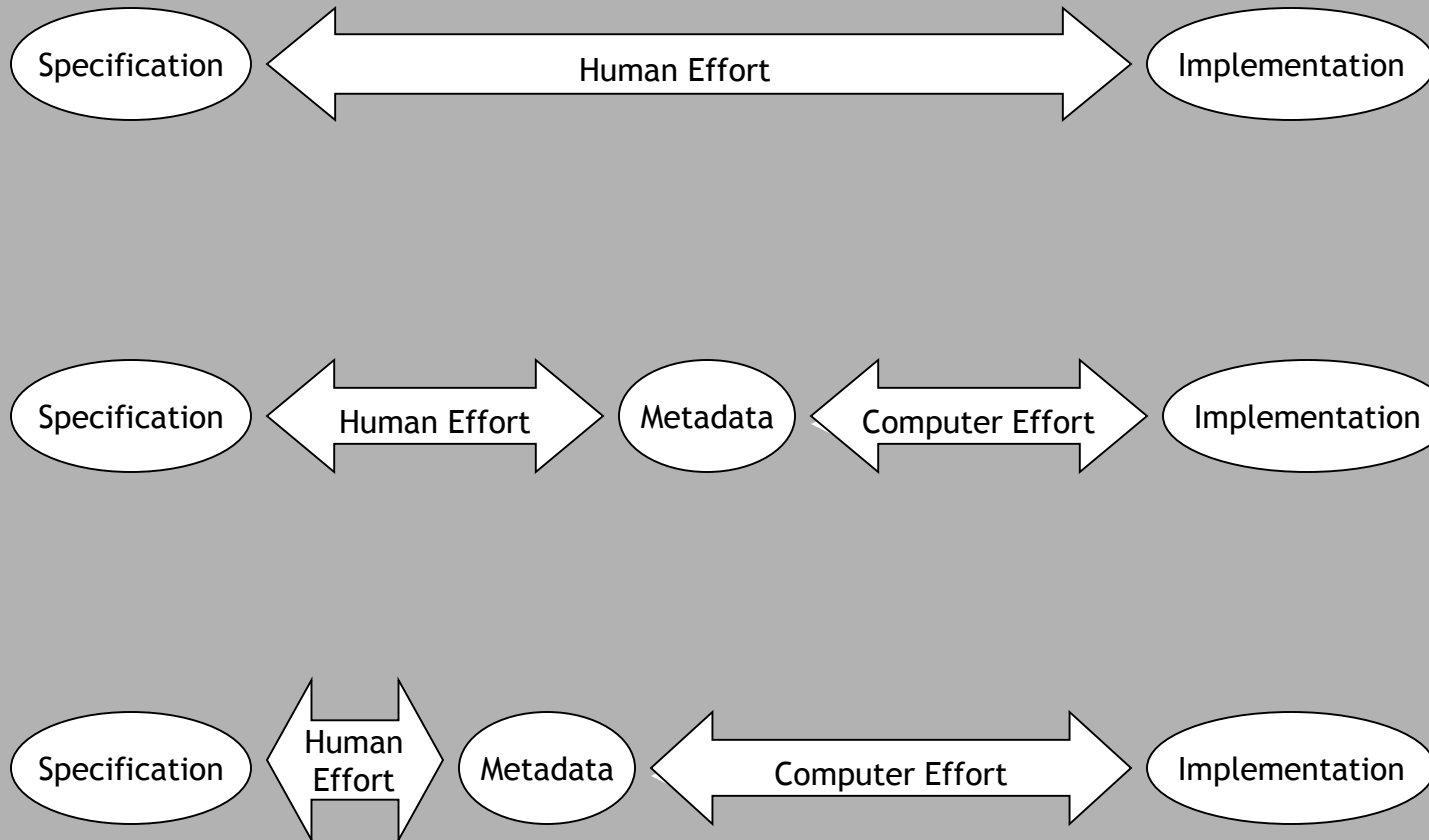 Specification
Human Effort
Implementation
Specification
Human Effort
Metadata
Computer Effort
Implementation
Specification
Human
Effort
Metadata
Computer Effort
Implementation